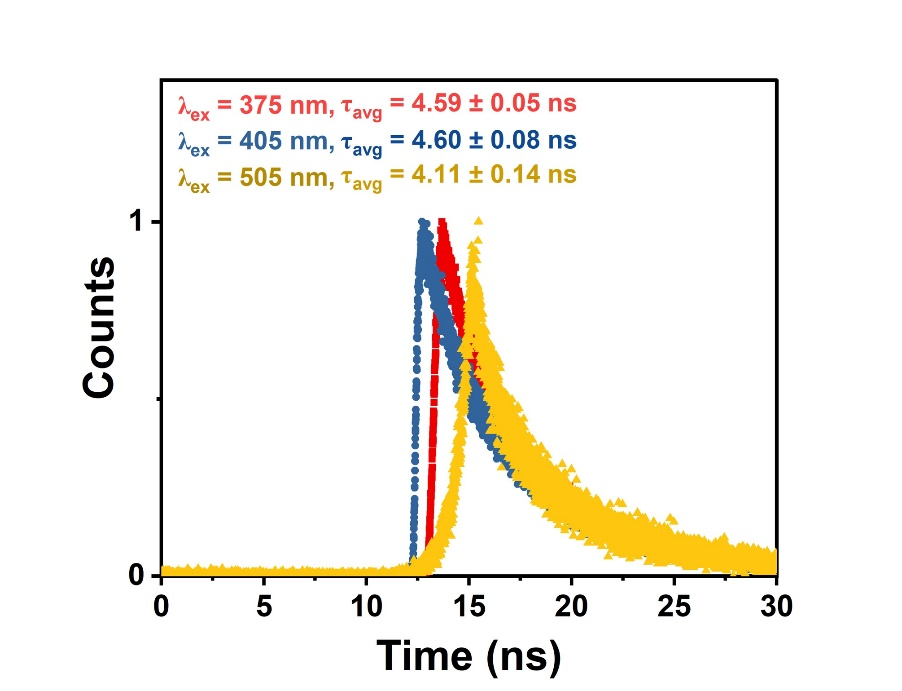 λex = 375 nm, τavg = 4.59 ± 0.05 ns
λex = 405 nm, τavg = 4.60 ± 0.08 ns
λex = 505 nm, τavg = 4.11 ± 0.14 ns
1
Counts
0
0 5 10 15 20 25 30
Time (ns)